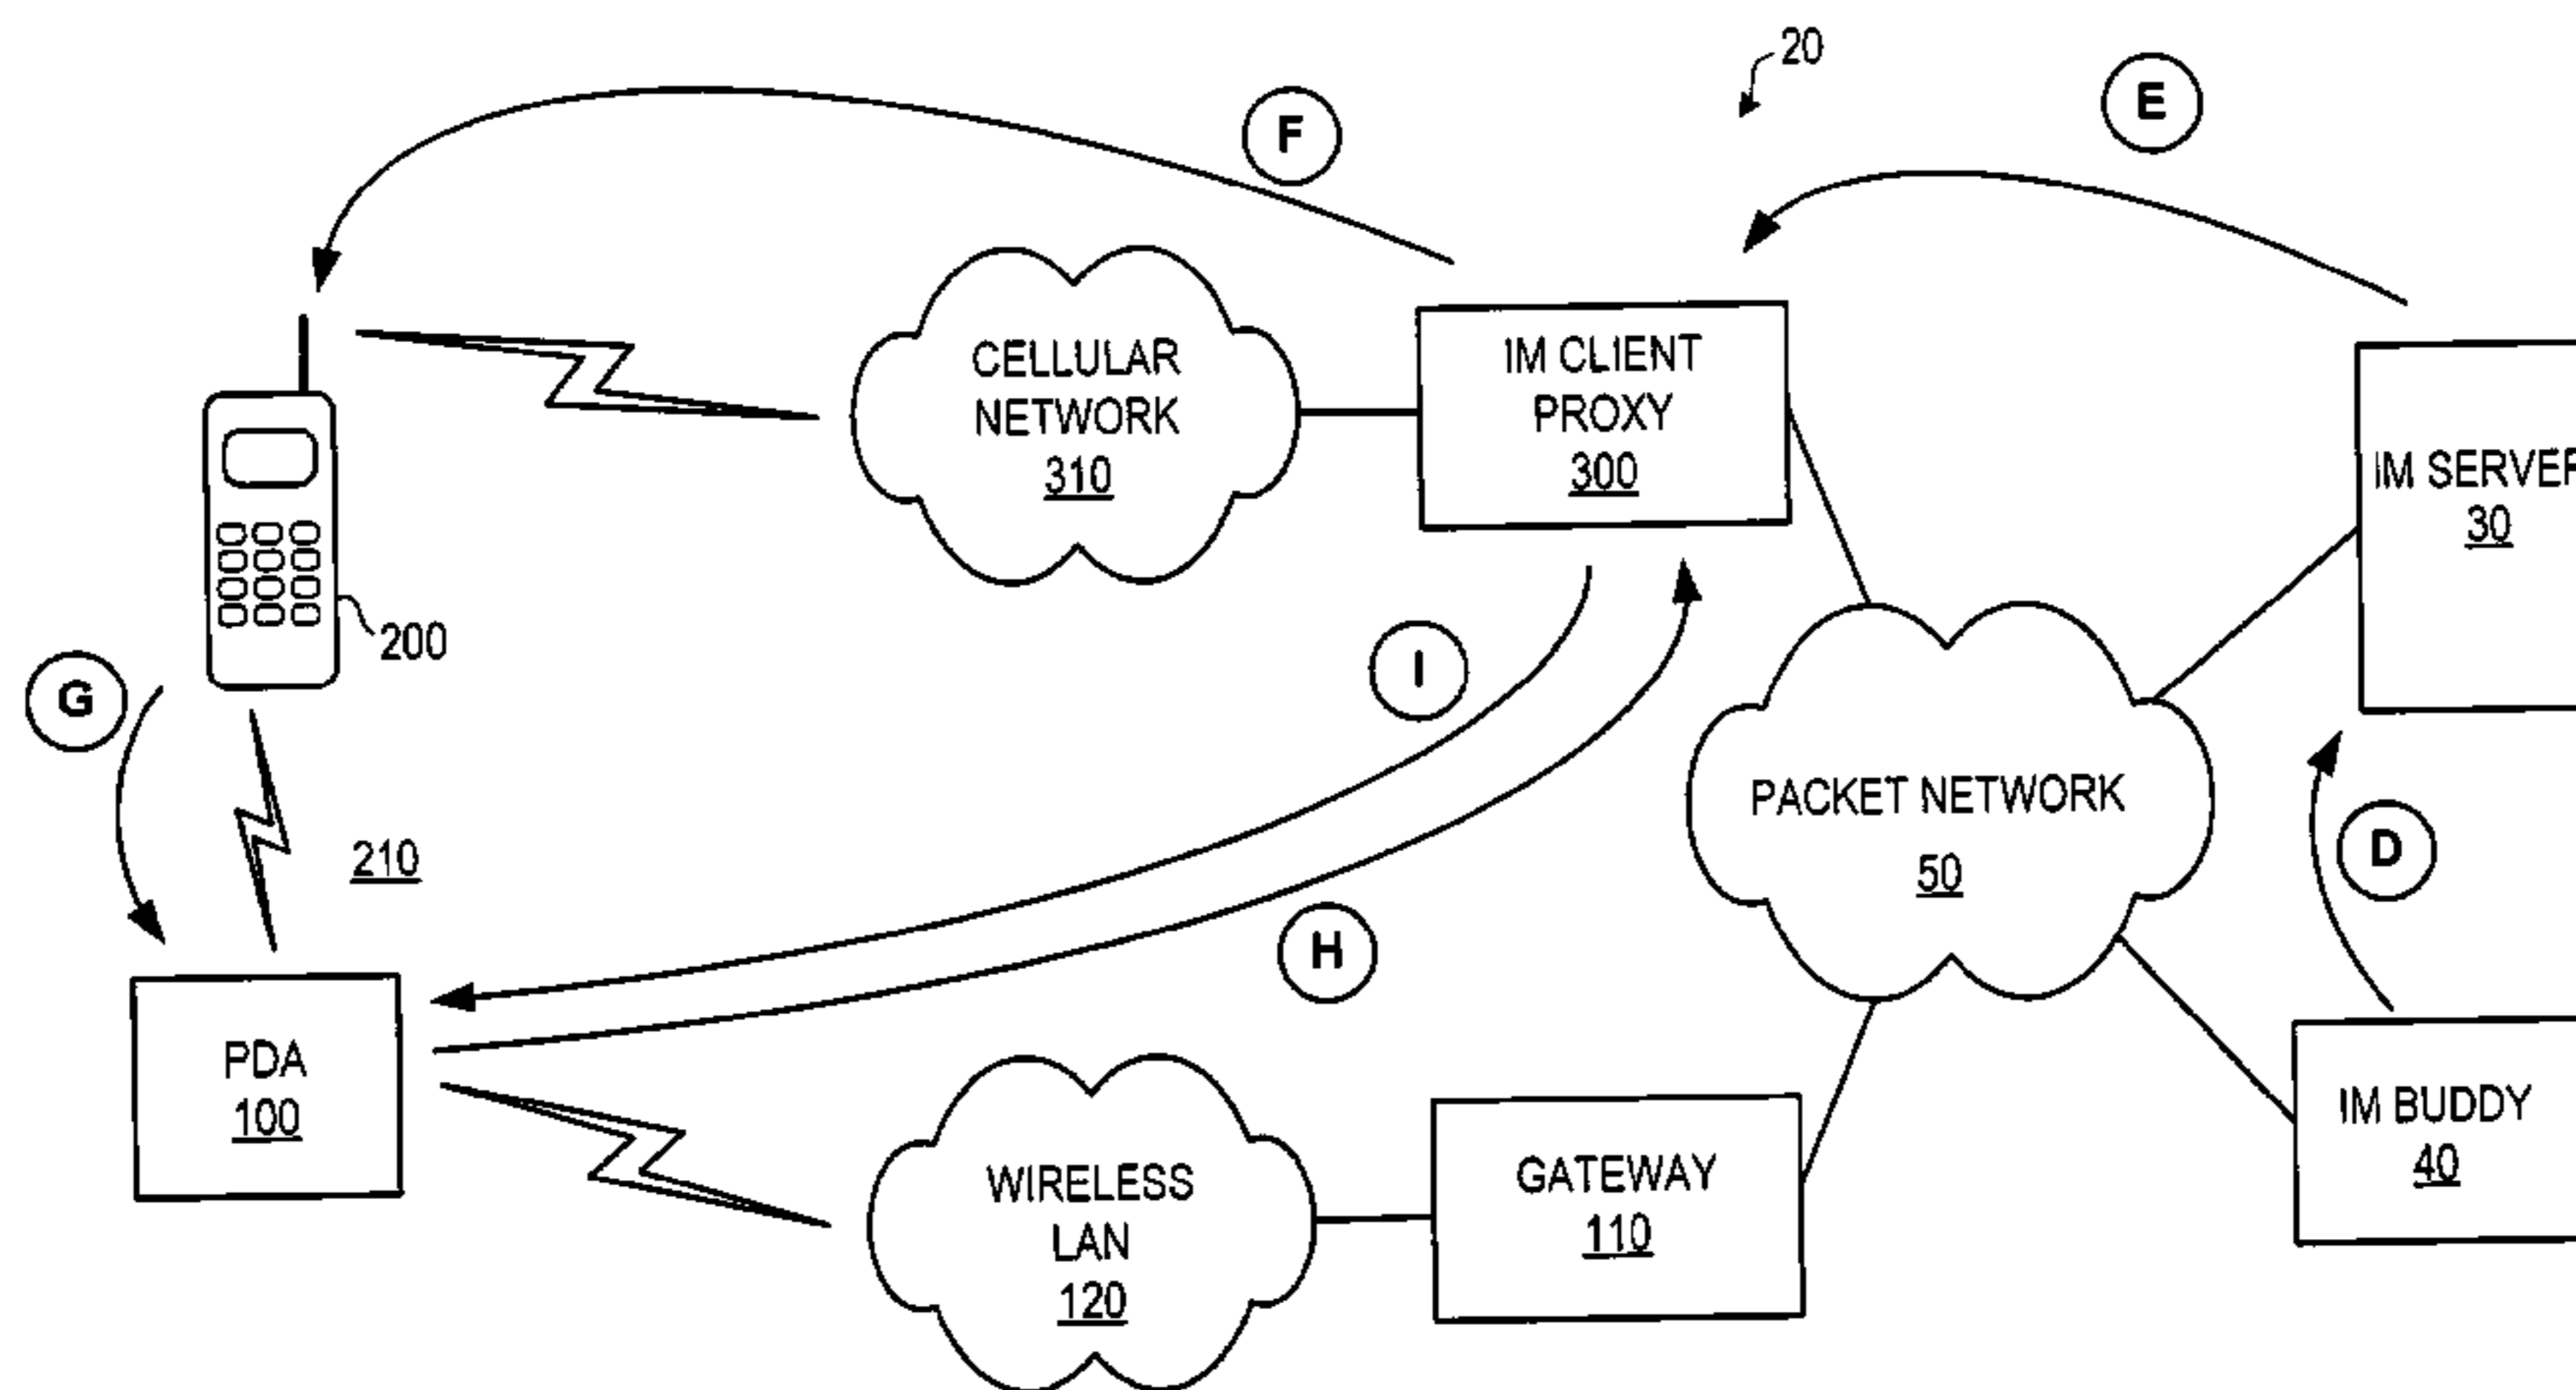 20
E
F
CELLULAR
NETWORK
310
IM CLIENT
PROXY
300
IM SERVER
30
200
G
I
PACKET NETWORK
50
D
210
H
PDA
100
IM BUDDY
40
WIRELESS
LAN
120
GATEWAY
110